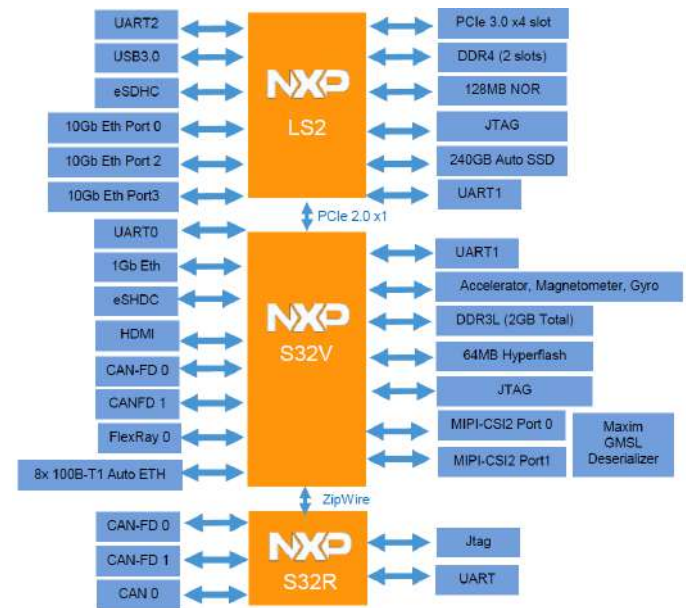 UART2
USB3.0
eSDHC
10Gb Eth Port 0
10Gb Eth Port 2
10Gb Eth Port3
NXP
LS2
PCIe 3.0 x4 slot
DDR4 (2 slots)
128MB NOR
JTAG
240GB Auto SSD
UART1
PCIe 2.0 x1
UART0
1Gb Eth
eSHDC
HDMI
CAN-FD 0
CANFD 1
FlexRay 0
8x 100B-T1 Auto ETH
NXP
S32V
UART1
Accelerator, Magnetometer, Gyro
DDR3L (2GB Total)
64MB Hyperflash
JTAG
MIPI-CSI2 Port 0
MIPI-CSI2 Port1
Maxim
GMSL
Deserializer
ZipWire
CAN-FD 0
CAN-FD 1
CAN 0
NXP
S32R
Jtag
UART